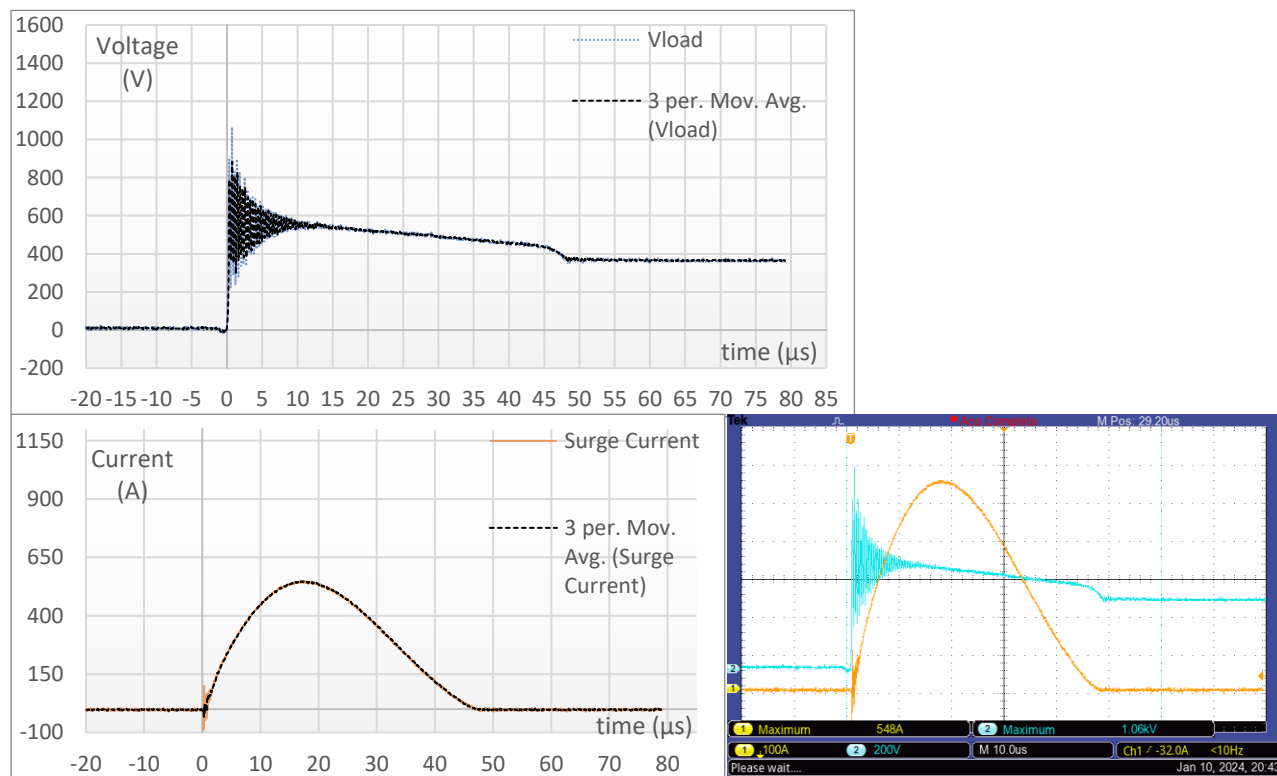 1600
Voltage
(V)
1400
1200
1000
800
600
400
200
0
-200
Vload
3 per. Mov. Avg.
(Vload)
time (µs)
-20 -15 -10 -5 0 5 10 15 20 25 30 35 40 45 50 55 60 65 70 75 80 85
1150
Current
(A)
900
650
400
150
-100
Surge Current
3 per. Mov.
Avg. (Surge
Current)
time (µs)
-20 -10 0 10 20 30 40 50 60 70 80
Tek
Acq Complete
M Pos: 29.20us
T
2
1
1 Maximum 548A
2 Maximum 1.06kV
1 100A
2 200V
M 10.0us
Ch1 -32.0A <10Hz
Please wait....
Jan 10, 2024, 20:43